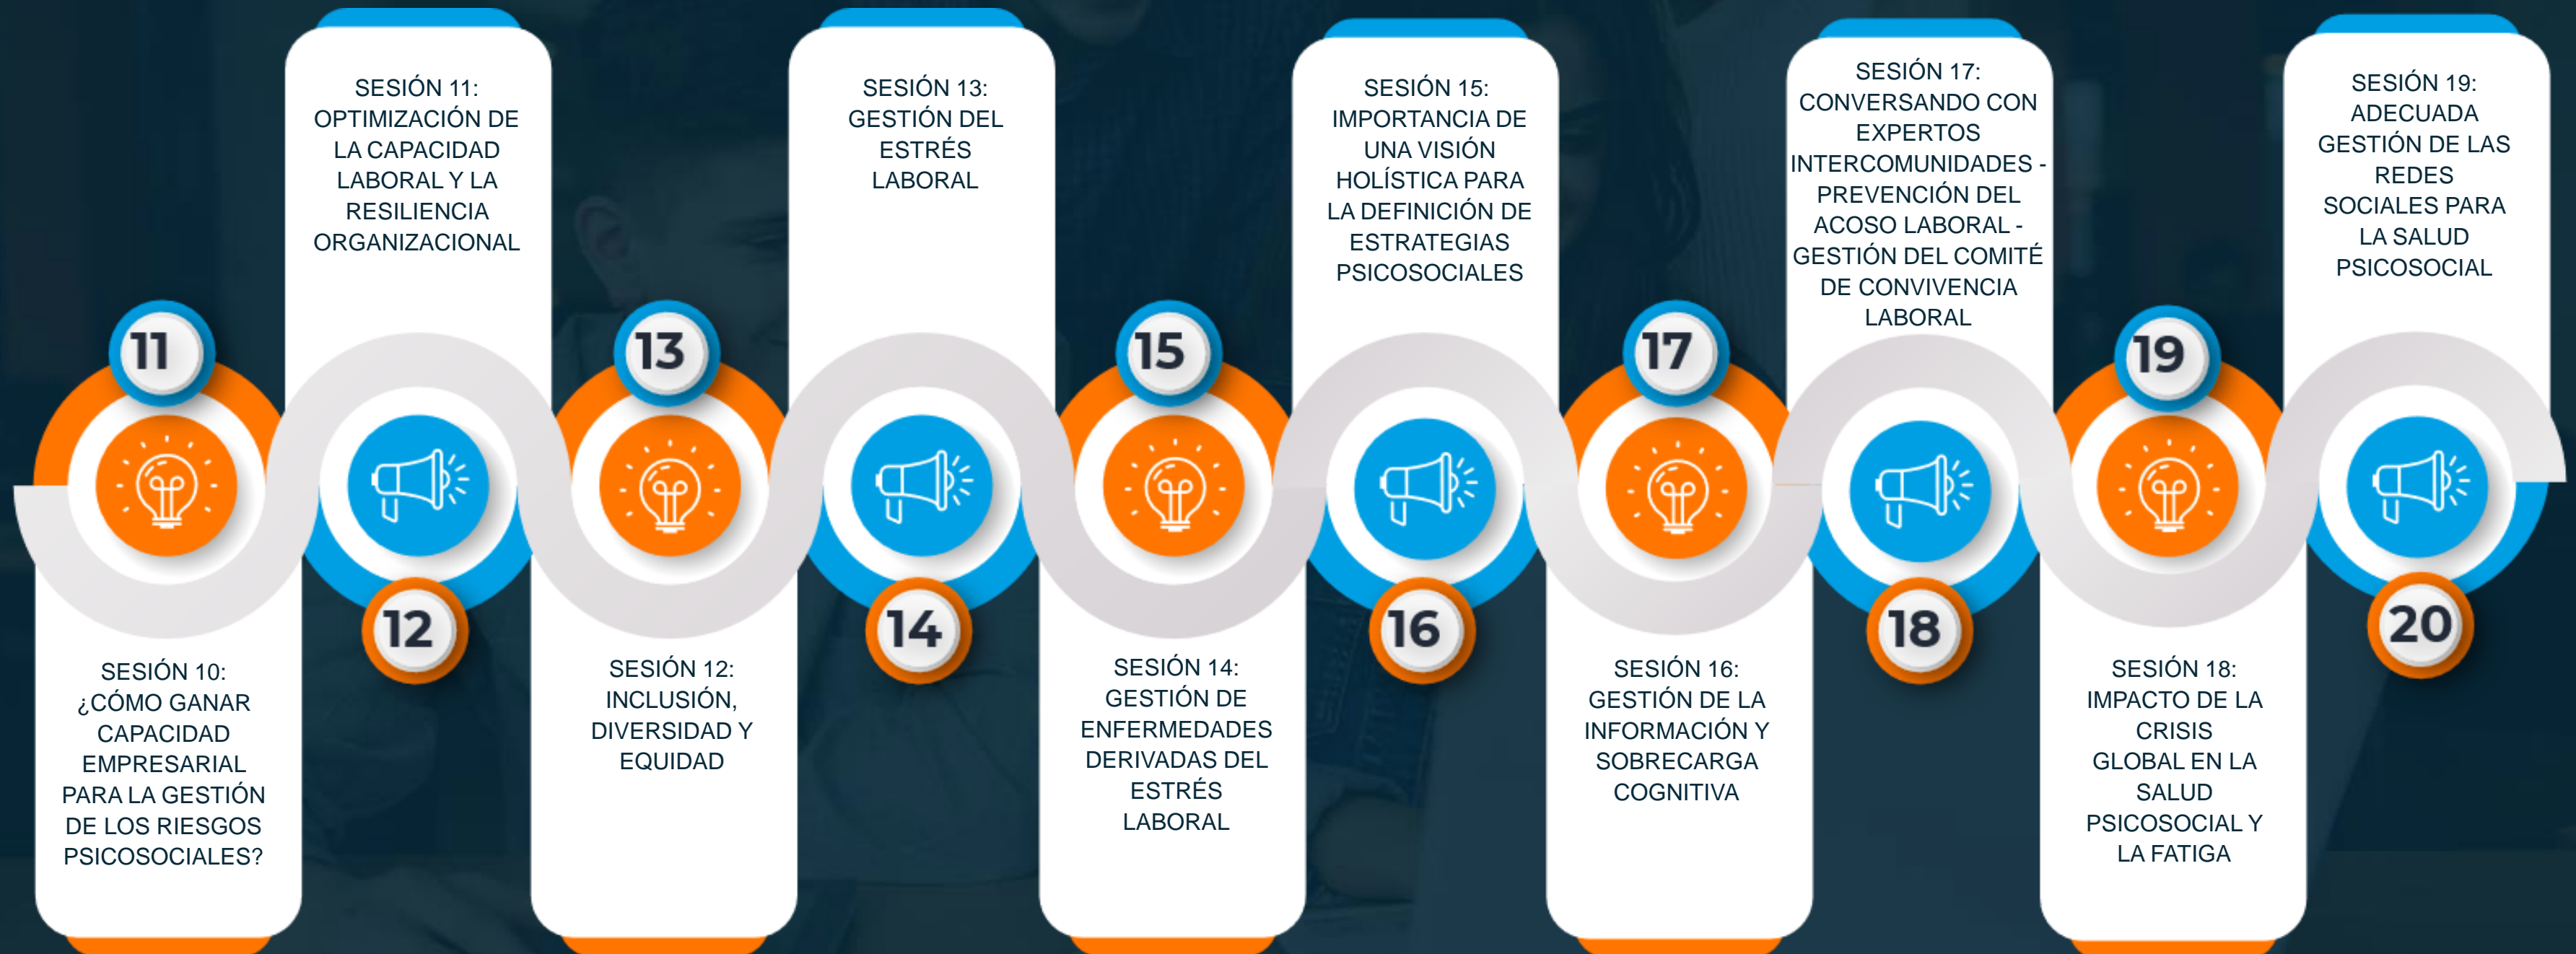 11
SESIÓN 10:
¿CÓMO GANAR
CAPACIDAD
EMPRESARIAL
PARA LA GESTIÓN
DE LOS RIESGOS
PSICOSOCIALES?
SESIÓN 11:
OPTIMIZACIÓN DE
LA CAPACIDAD
LABORAL Y LA
RESILIENCIA
ORGANIZACIONAL
12
13
SESIÓN 12:
INCLUSIÓN,
DIVERSIDAD Y
EQUIDAD
SESIÓN 13:
GESTIÓN DEL
ESTRÉS
LABORAL
14
15
SESIÓN 14:
GESTIÓN DE
ENFERMEDADES
DERIVADAS DEL
ESTRÉS
LABORAL
SESIÓN 15:
IMPORTANCIA DE
UNA VISIÓN
HOLÍSTICA PARA
LA DEFINICIÓN DE
ESTRATEGIAS
PSICOSOCIALES
16
17
SESIÓN 16:
GESTIÓN DE LA
INFORMACIÓN Y
SOBRECARGA
COGNITIVA
SESIÓN 17:
CONVERSANDO CON
EXPERTOS
INTERCOMUNIDADES -
PREVENCIÓN DEL
ACOSO LABORAL -
GESTIÓN DEL COMITÉ
DE CONVIVENCIA
LABORAL
18
19
SESIÓN 18:
IMPACTO DE LA
CRISIS
GLOBAL EN LA
SALUD
PSICOSOCIAL Y
LA FATIGA
SESIÓN 19:
ADECUADA
GESTIÓN DE LAS
REDES
SOCIALES PARA
LA SALUD
PSICOSOCIAL
20